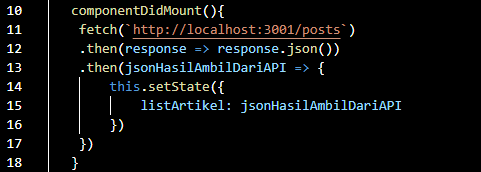 10 componentDidMount(){
11 fetch(`http://localhost:3001/posts`)
12 .then(response => response.json())
13 .then(jsonHasilAmbilDariAPI => {
14 this.setState({
15 listArtikel: jsonHasilAmbilDariAPI
16 })
17 })
18 }